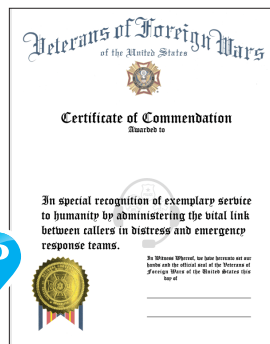 Veterans of Foreign Wars
of the United States
Certificate of Commendation
Awarded to
In special recognition of exemplary service
to humanity by administering the vital link
between callers in distress and emergency
response teams.
In Witness Whereof, we have hereunto set our
hands and the official seal of the Veterans of
Foreign Wars of the United States this
day of